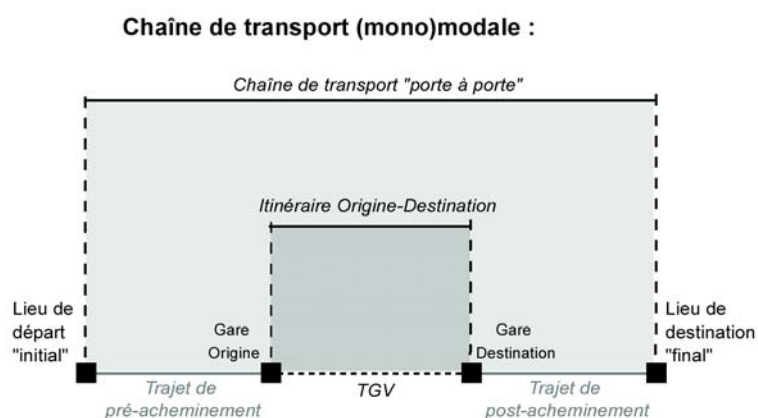 Chaîne de transport (mono)modale :
Chaîne de transport "porte à porte"
Itinéraire Origine-Destination
Lieu de
départ
"initial"
Gare
Origine
Gare
Destination
Lieu de
destination
"final"
Trajet de
pré-acheminement
TGV
Trajet de
post-acheminement